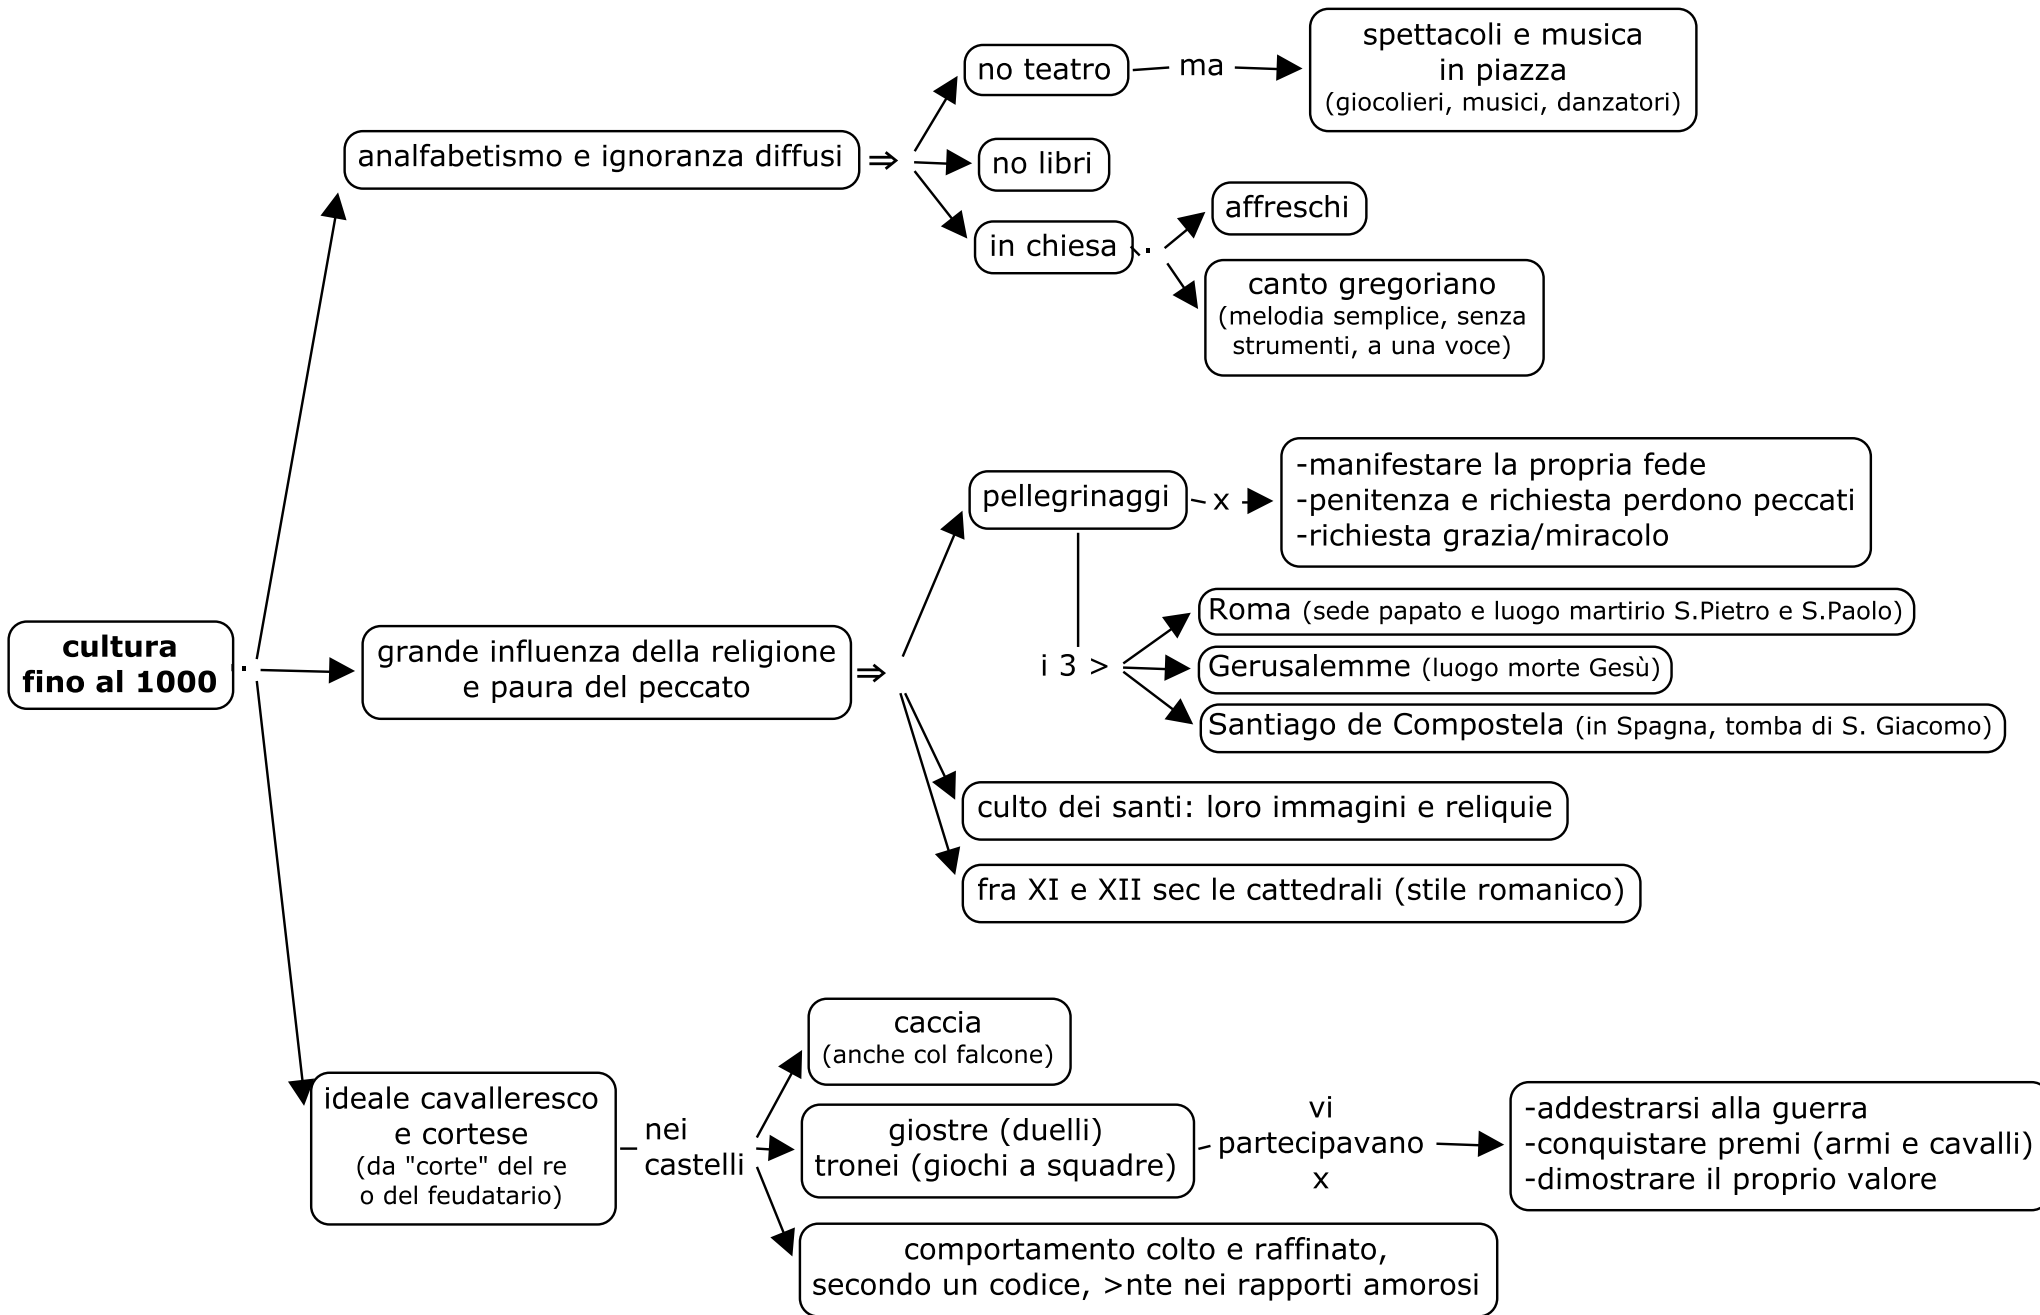 cultura
fino al 1000
analfabetismo e ignoranza diffusi
⇒
no teatro
ma
spettacoli e musica
in piazza
(giocolieri, musici, danzatori)
no libri
in chiesa
.
affreschi
canto gregoriano
(melodia semplice, senza
strumenti, a una voce)
grande influenza della religione
e paura del peccato
⇒
pellegrinaggi
x
-manifestare la propria fede
-penitenza e richiesta perdono peccati
-richiesta grazia/miracolo
i 3 >
Roma (sede papato e luogo martirio S.Pietro e S.Paolo)
Gerusalemme (luogo morte Gesù)
Santiago de Compostela (in Spagna, tomba di S. Giacomo)
culto dei santi: loro immagini e reliquie
fra XI e XII sec le cattedrali (stile romanico)
ideale cavalleresco
e cortese
(da "corte" del re
o del feudatario)
nei
castelli
caccia
(anche col falcone)
giostre (duelli)
tronei (giochi a squadre)
vi
partecipavano
x
-addestrarsi alla guerra
-conquistare premi (armi e cavalli)
-dimostrare il proprio valore
comportamento colto e raffinato,
secondo un codice, >nte nei rapporti amorosi